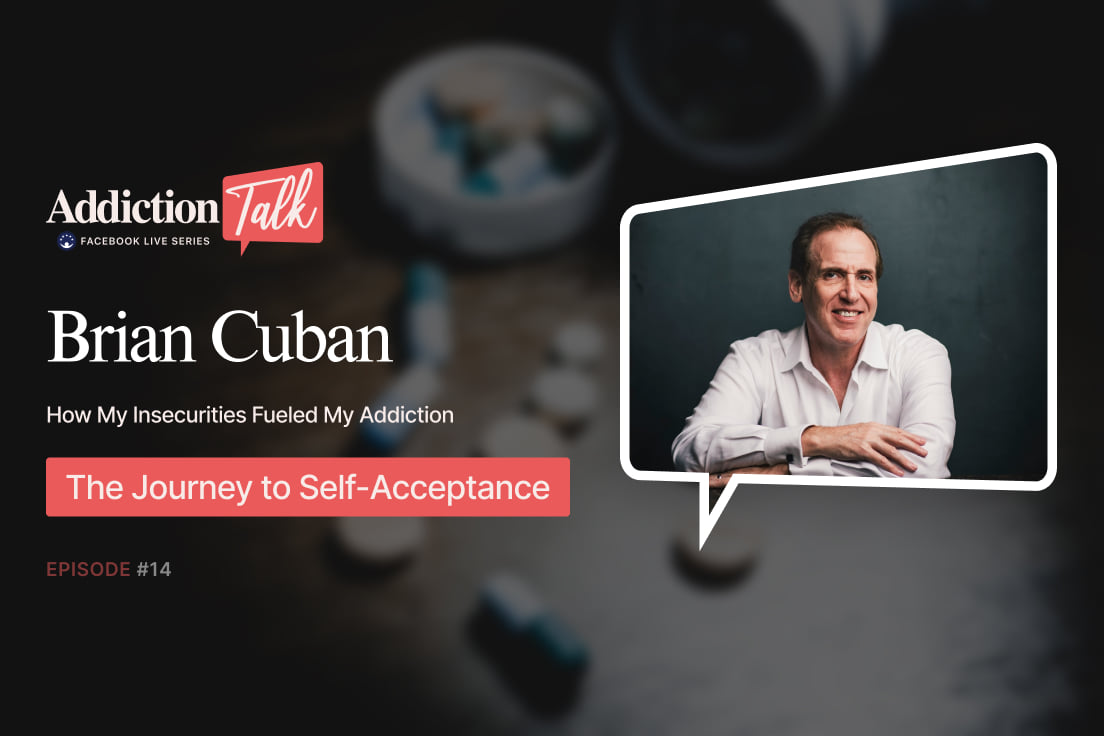 Addiction Talk
FACEBOOK LIVE SERIES
Brian Cuban
How My Insecurities Fueled My Addiction
The Journey to Self-Acceptance
EPISODE #14